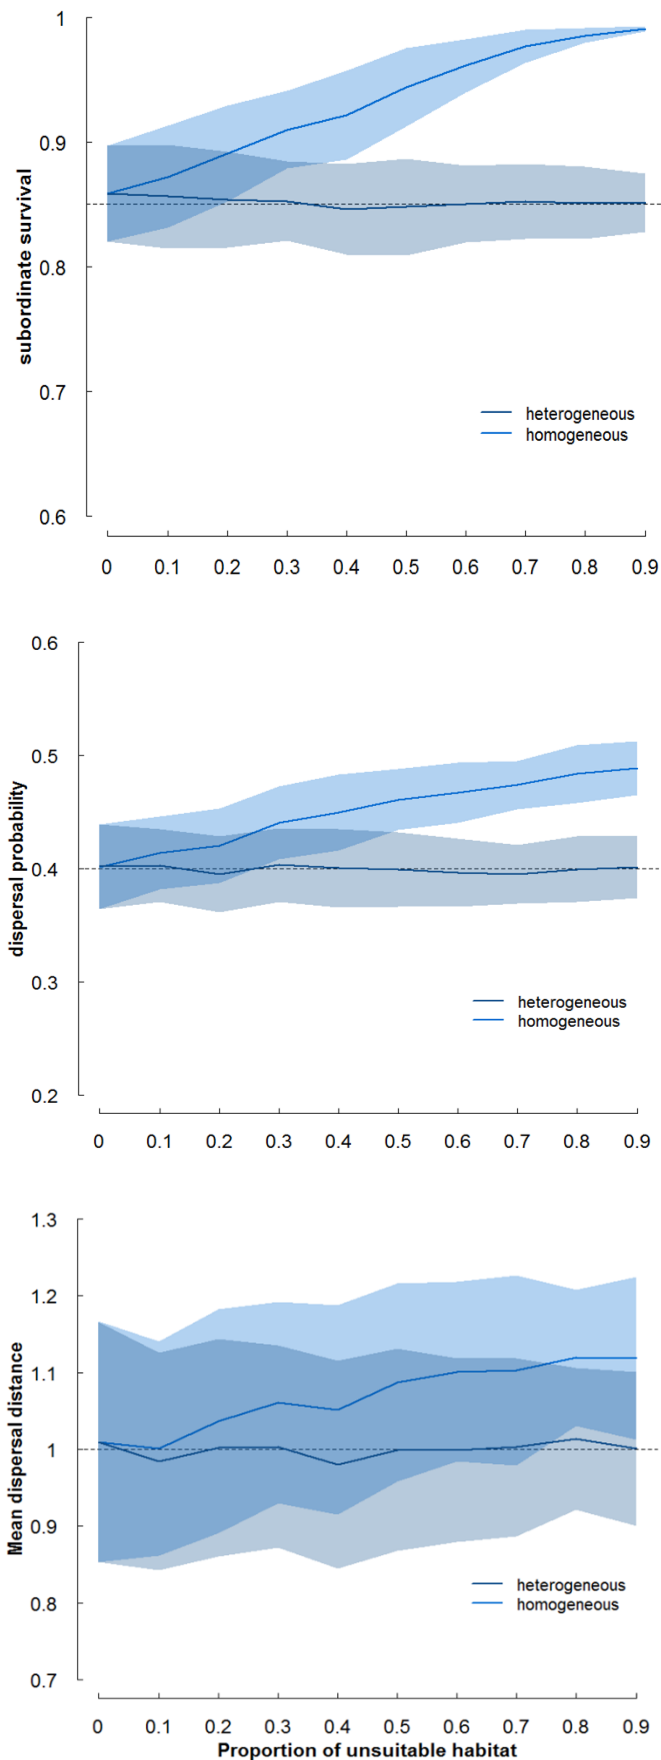 1
0.9
0.8
0.7
0.6
subordinate survival
heterogeneous
homogeneous
0 0.1 0.2 0.3 0.4 0.5 0.6 0.7 0.8 0.9
0.6
0.5
0.4
0.3
0.2
dispersal probability
heterogeneous
homogeneous
0 0.1 0.2 0.3 0.4 0.5 0.6 0.7 0.8 0.9
1.3
1.2
1.1
1
0.9
0.8
0.7
Mean dispersal distance
heterogeneous
homogeneous
0 0.1 0.2 0.3 0.4 0.5 0.6 0.7 0.8 0.9
Proportion of unsuitable habitat